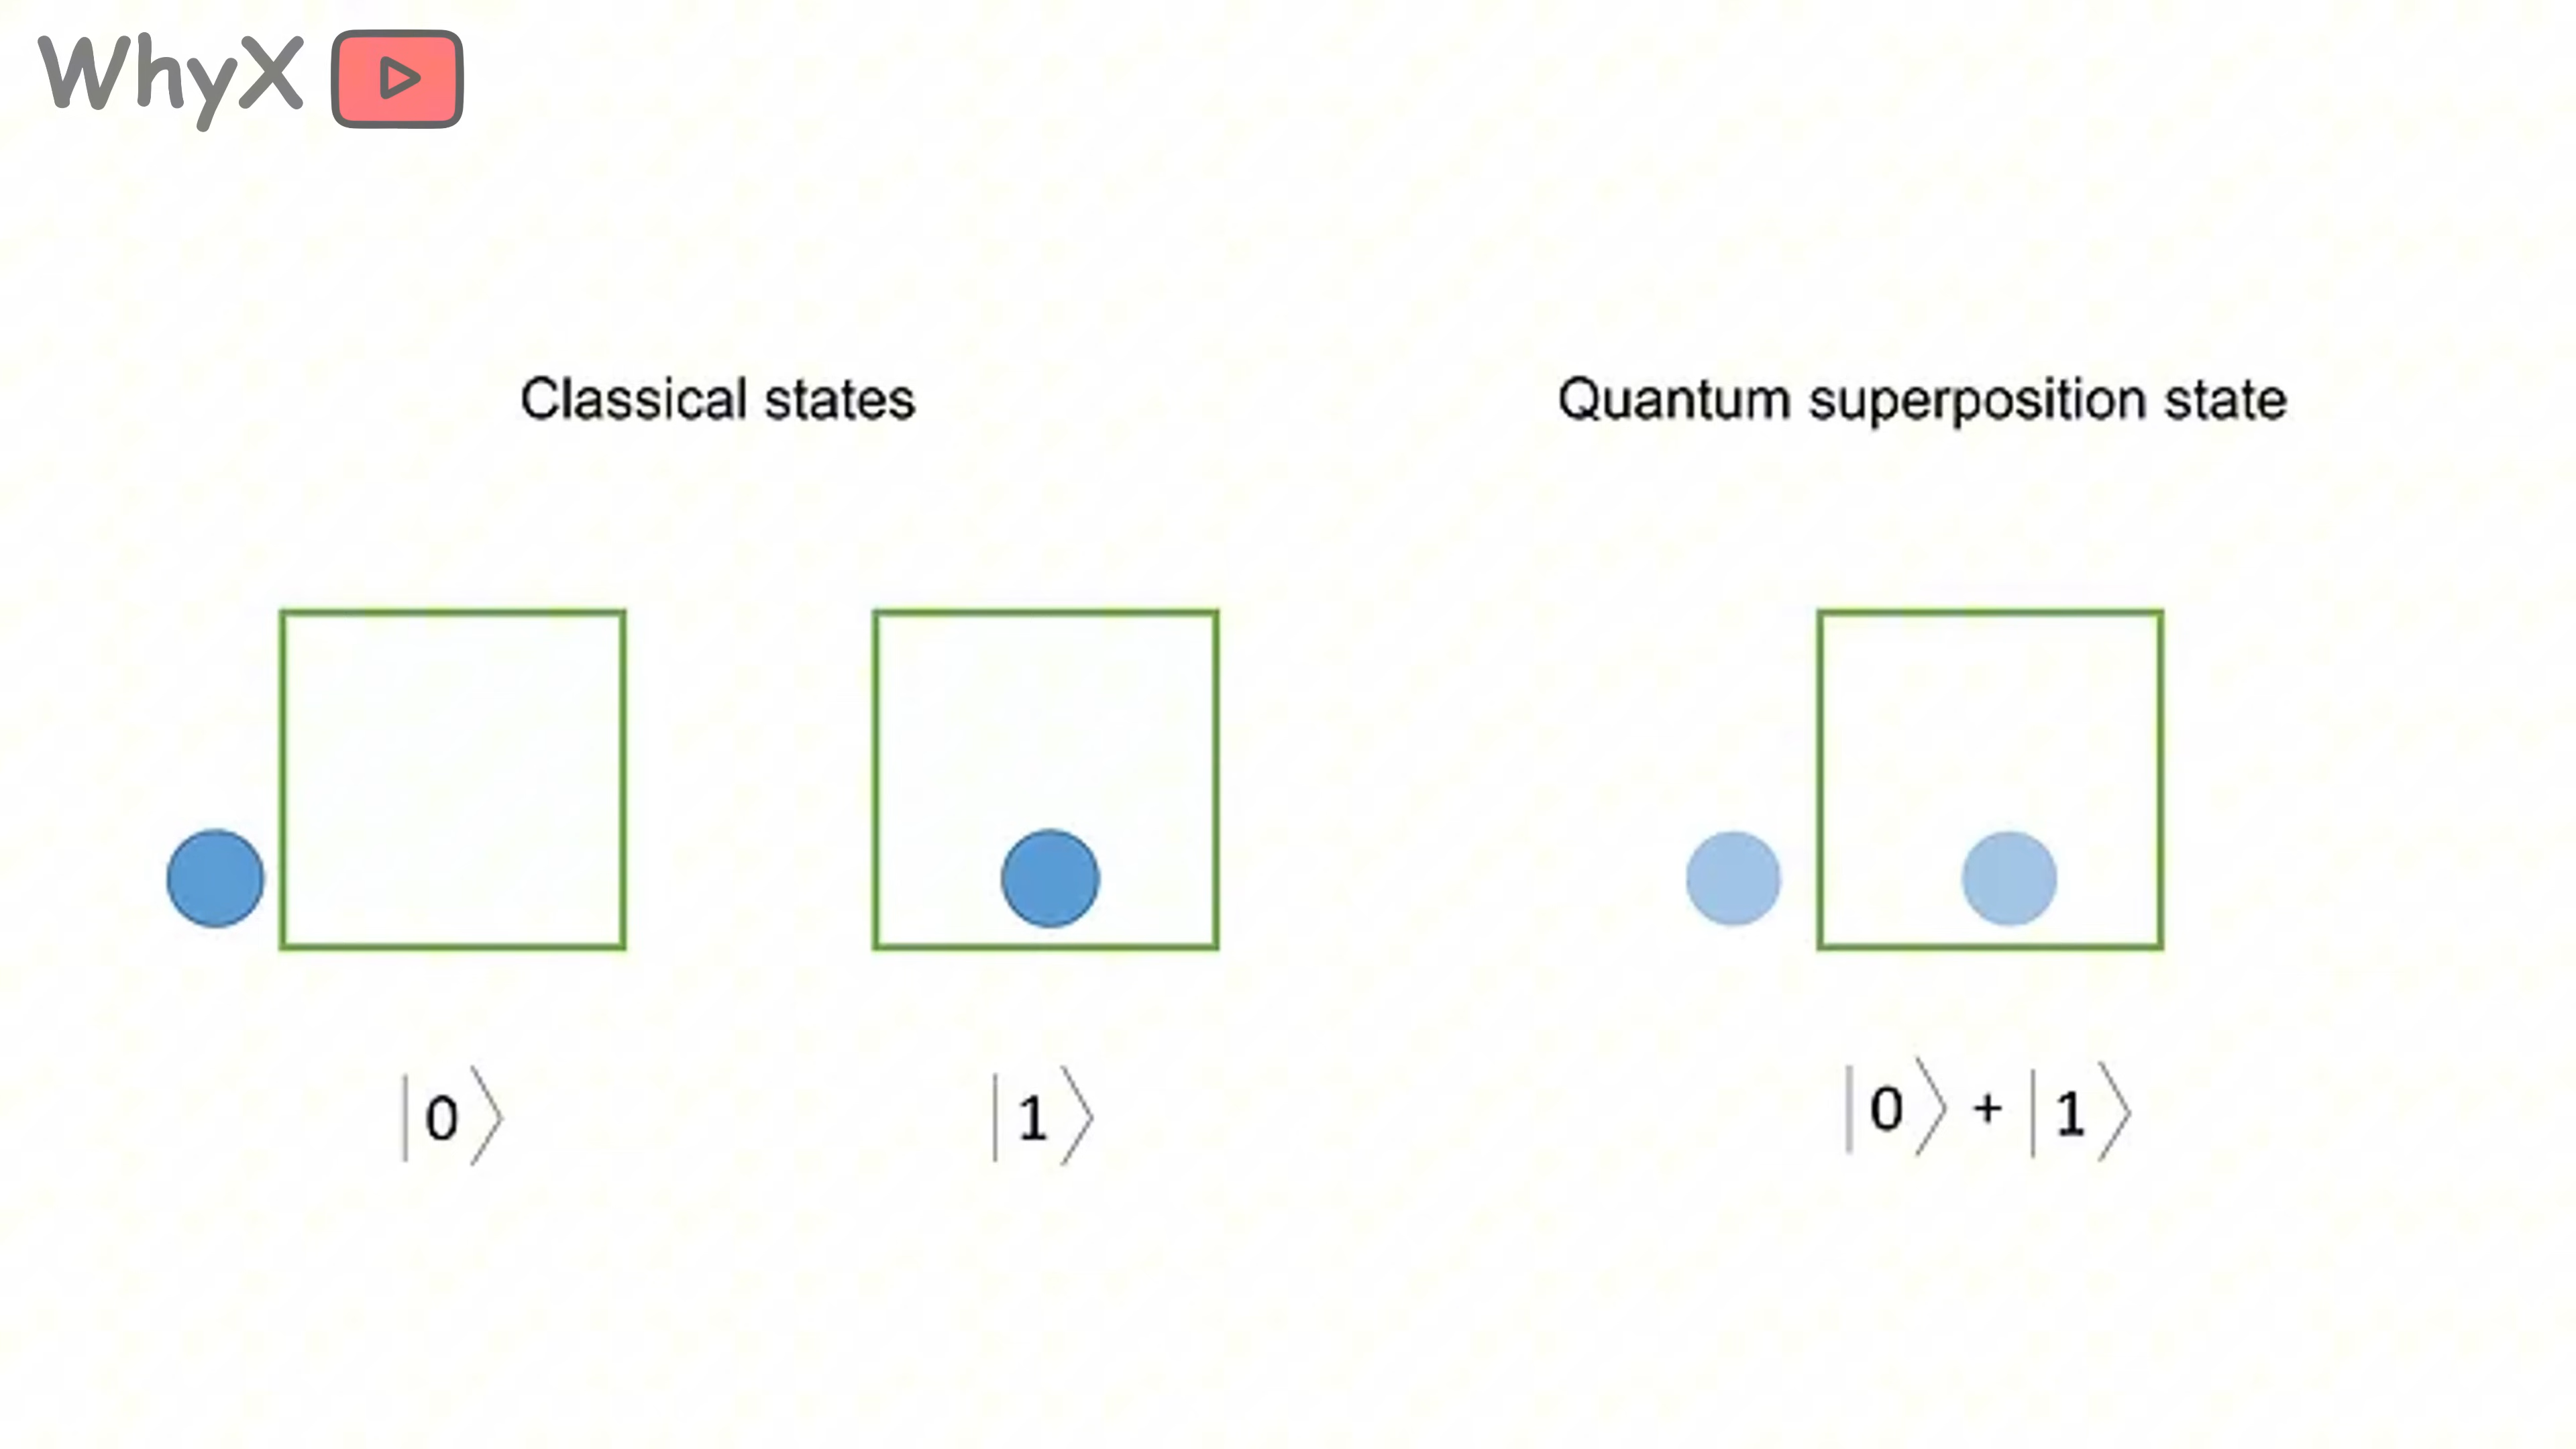 WhyX
Classical states
Quantum superposition state
|0⟩
|1⟩
|0⟩ + |1⟩